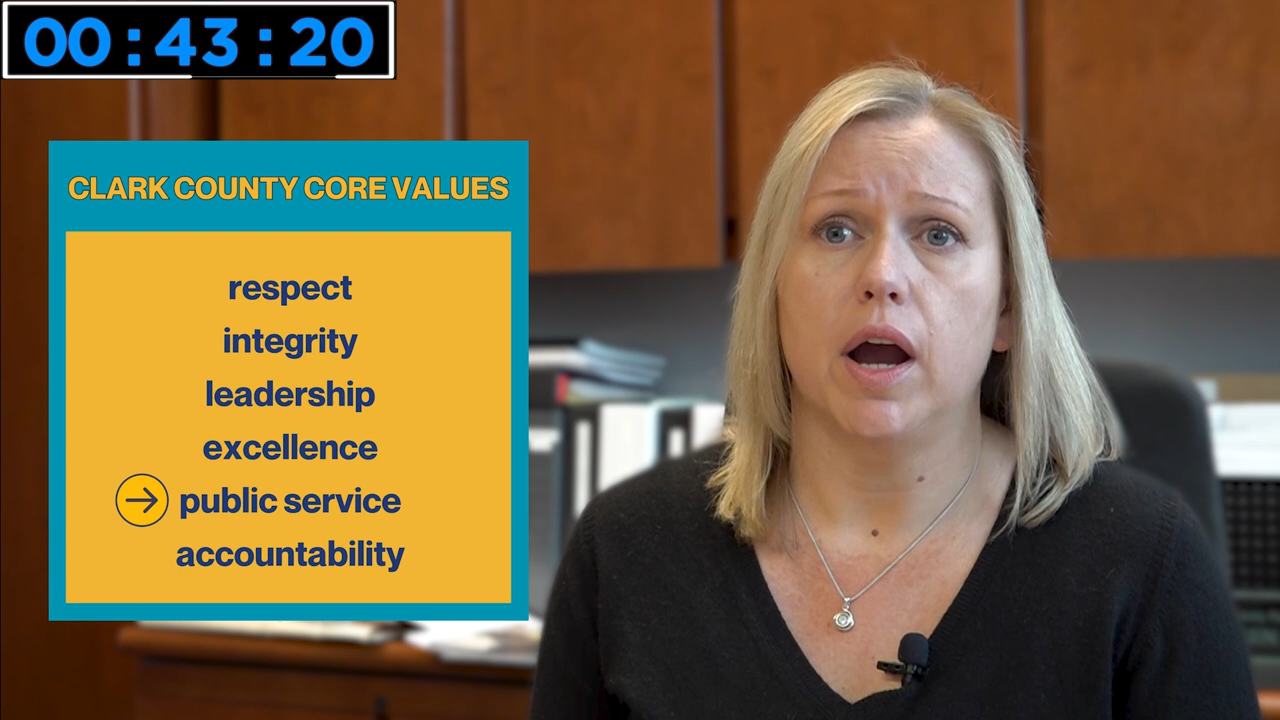 00:43:20
CLARK COUNTY CORE VALUES
respect
integrity
leadership
excellence
public service
accountability